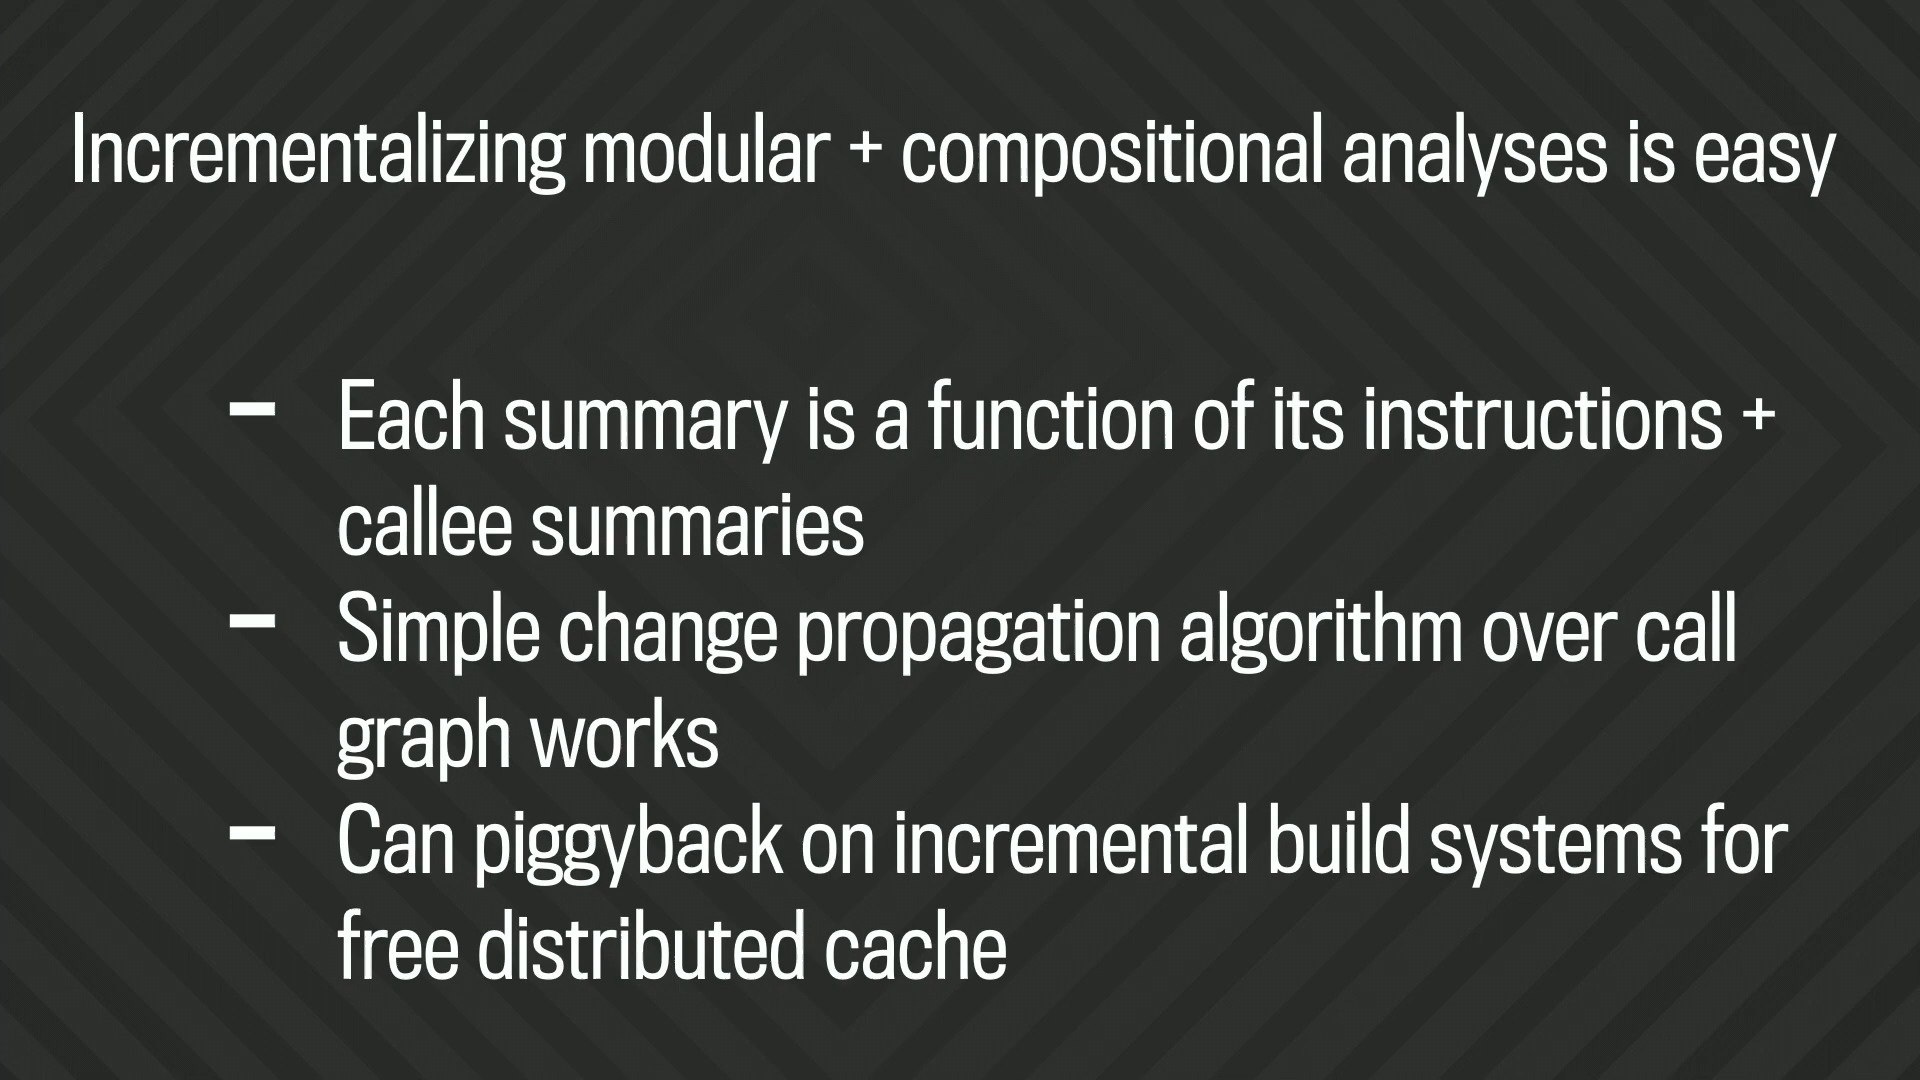 Incrementalizing modular + compositional analyses is easy
– Each summary is a function of its instructions +
callee summaries
– Simple change propagation algorithm over call
graph works
– Can piggyback on incremental build systems for
free distributed cache